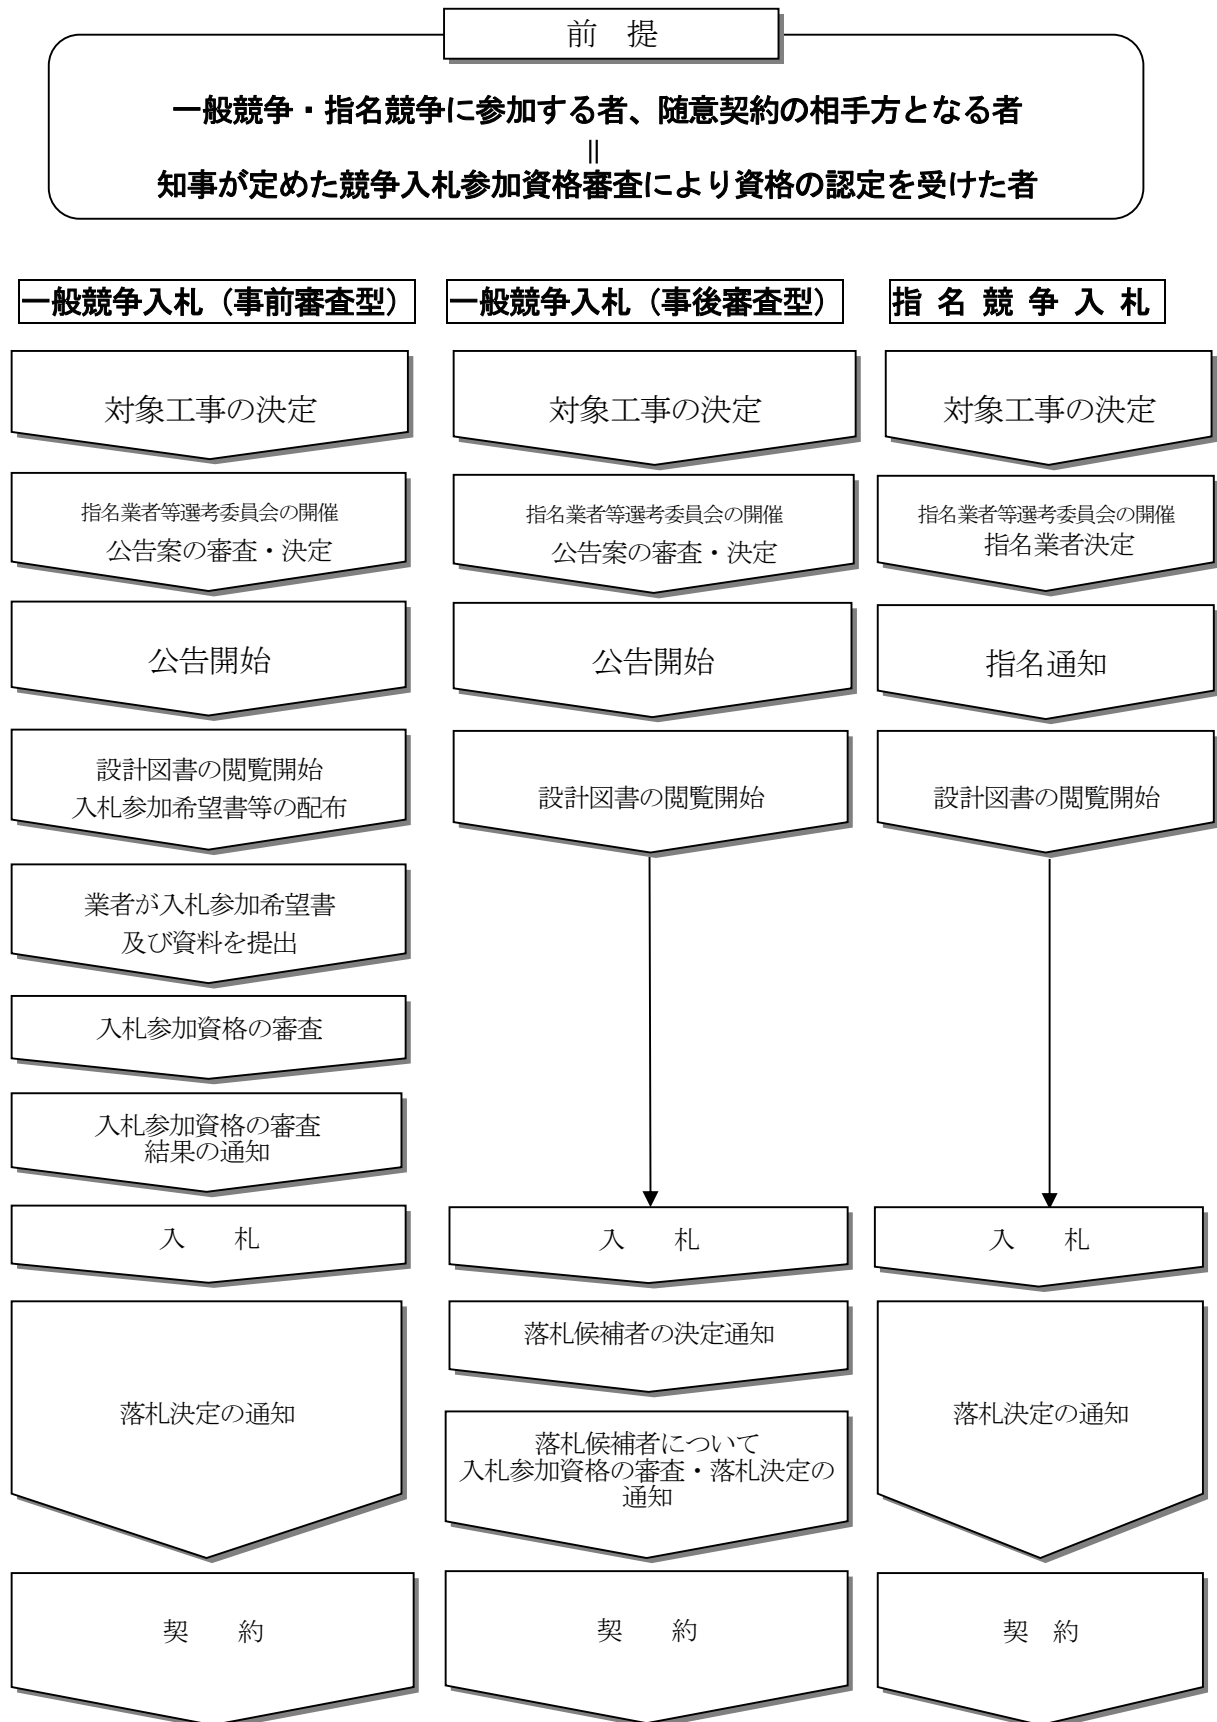 前　提
一般競争・指名競争に参加する者、随意契約の相手方となる者
＝
知事が定めた競争入札参加資格審査により資格の認定を受けた者
一般競争入札（事前審査型）
対象工事の決定
指名業者等選考委員会の開催
公告案の審査・決定
公告開始
設計図書の閲覧開始
入札参加希望書等の配布
業者が入札参加希望書
及び資料を提出
入札参加資格の審査
入札参加資格の審査
結果の通知
入　　札
落札決定の通知
契　　約
一般競争入札（事後審査型）
対象工事の決定
指名業者等選考委員会の開催
公告案の審査・決定
公告開始
設計図書の閲覧開始
入　　札
落札候補者の決定通知
落札候補者について
入札参加資格の審査・落札決定の
通知
契　　約
指 名 競 争 入 札
対象工事の決定
指名業者等選考委員会の開催
指名業者決定
指名通知
設計図書の閲覧開始
入　　札
落札決定の通知
契　約